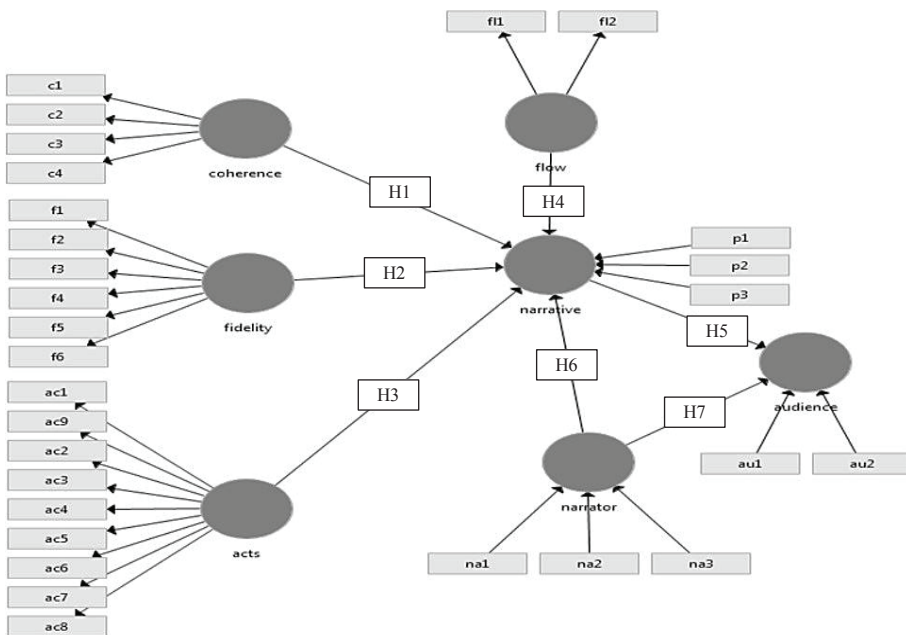 fl1
fl2
c1
c2
c3
c4
coherence
flow
H1
H4
f1
f2
f3
f4
f5
f6
fidelity
H2
narrative
p1
p2
p3
H5
H3
H6
H7
audience
au1
au2
ac1
ac9
ac2
ac3
ac4
ac5
ac6
ac7
ac8
acts
narrator
na1
na2
na3